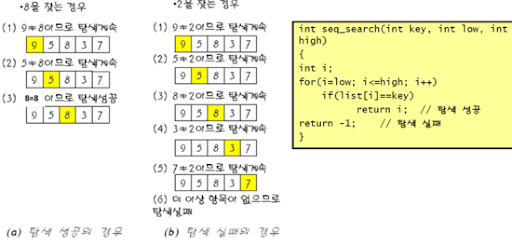 •8을 찾는 경우
(1) 9≠8이므로 탐색계속
9 5 8 3 7
(2) 5≠8이므로 탐색계속
9 5 8 3 7
(3) 8=8 이므로 탐색성공
9 5 8 3 7
(a) 탐색 성공의 경우
•2을 찾는 경우
(1) 9≠2이므로 탐색계속
9 5 8 3 7
(2) 5≠2이므로 탐색계속
9 5 8 3 7
(3) 8≠2이므로 탐색계속
9 5 8 3 7
(4) 3≠2이므로 탐색계속
9 5 8 3 7
(5) 7≠2이므로 탐색계속
9 5 8 3 7
(6) 더 이상 항목이 없으므로
탐색실패
(b) 탐색 실패의 경우
int seq_search(int key, int low, int
high)
{
int i;
for(i=low; i<=high; i++)
if(list[i]==key)
return i; // 탐색 성공
return -1; // 탐색 실패
}